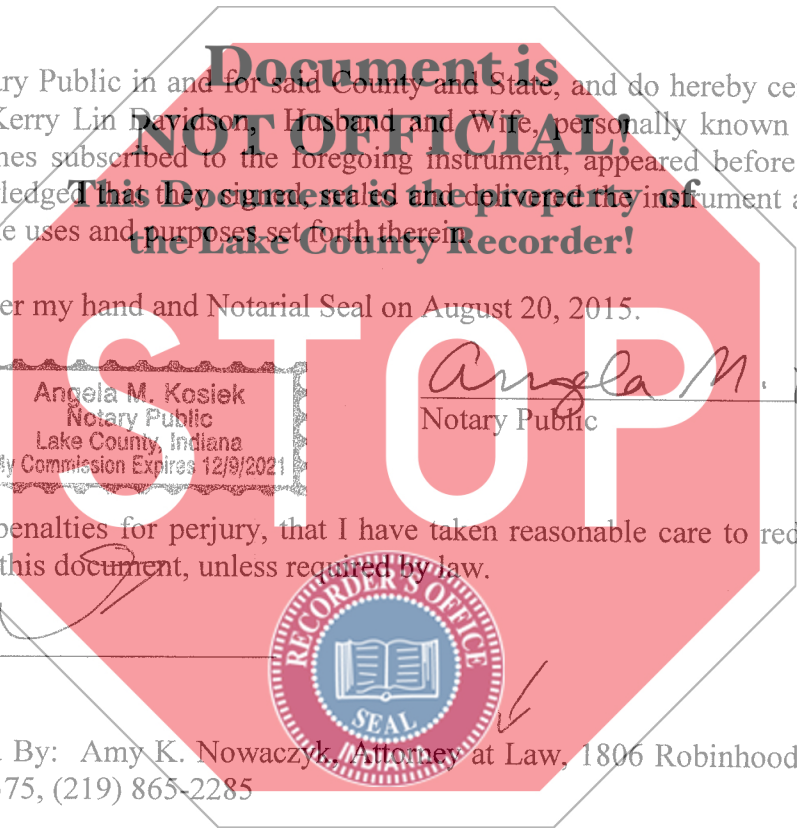 Document is
ry Public in and for said County and State, and do hereby ce
Kerry Lin Davidson, Husband and Wife, personally known
NOT OFFICIAL!
nes subscribed to the foregoing instrument, appeared before
ledged that they signed, sealed and delivered the instrument a
This Document is the property of
e uses and purposes set forth therein.
the Lake County Recorder!
er my hand and Notarial Seal on August 20, 2015.
STOP
Angela M.
Angela M. Kosiek
Notary Public
Notary Public
Lake County, Indiana
My Commission Expires 12/9/2021
penalties for perjury, that I have taken reasonable care to red
this document, unless required by law.
RECORDER'S OFFICE
SEAL
INDIANA
By: Amy K. Nowaczyk, Attorney at Law, 1806 Robinhood
75, (219) 865-2285